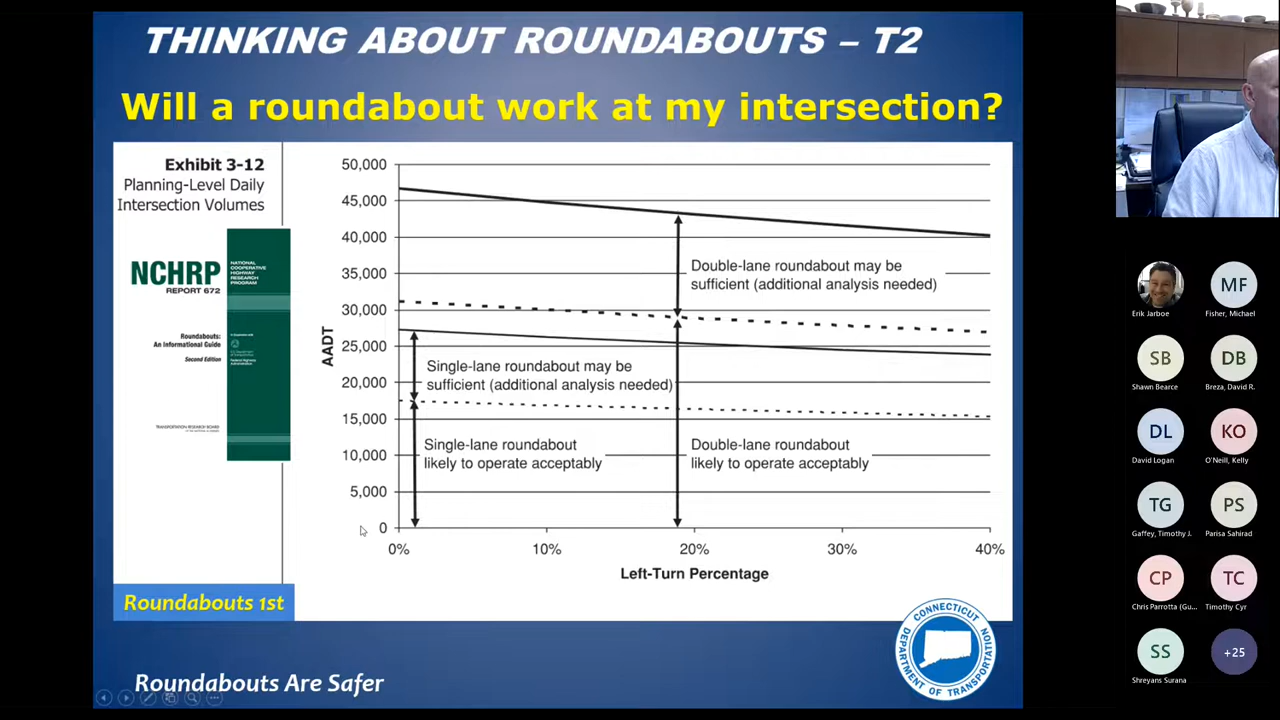 THINKING ABOUT ROUNDABOUTS – T2
Will a roundabout work at my intersection?
Exhibit 3-12
Planning-Level Daily
Intersection Volumes
NCHRP
REPORT 672
NATIONAL
COOPERATIVE
HIGHWAY
RESEARCH
PROGRAM
Roundabouts:
An Informational Guide
Second Edition
TRANSPORTATION RESEARCH BOARD
50,000
45,000
40,000
35,000
30,000
25,000
20,000
15,000
10,000
5,000
0
AADT
Double-lane roundabout may be
sufficient (additional analysis needed)
Single-lane roundabout may be
sufficient (additional analysis needed)
Single-lane roundabout
likely to operate acceptably
Double-lane roundabout
likely to operate acceptably
0%
10%
20%
30%
40%
Left-Turn Percentage
Roundabouts 1st
Roundabouts Are Safer
CONNECTICUT
DEPARTMENT OF TRANSPORTATION
Erik Jarboe
MF
Fisher, Michael
SB
Shawn Bearce
DB
Breza, David R.
DL
David Logan
KO
O'Neill, Kelly
TG
Gaffey, Timothy J.
PS
Parisa Sahirad
CP
Chris Parrotta (Gu...
TC
Timothy Cyr
SS
Shreyans Surana
+25